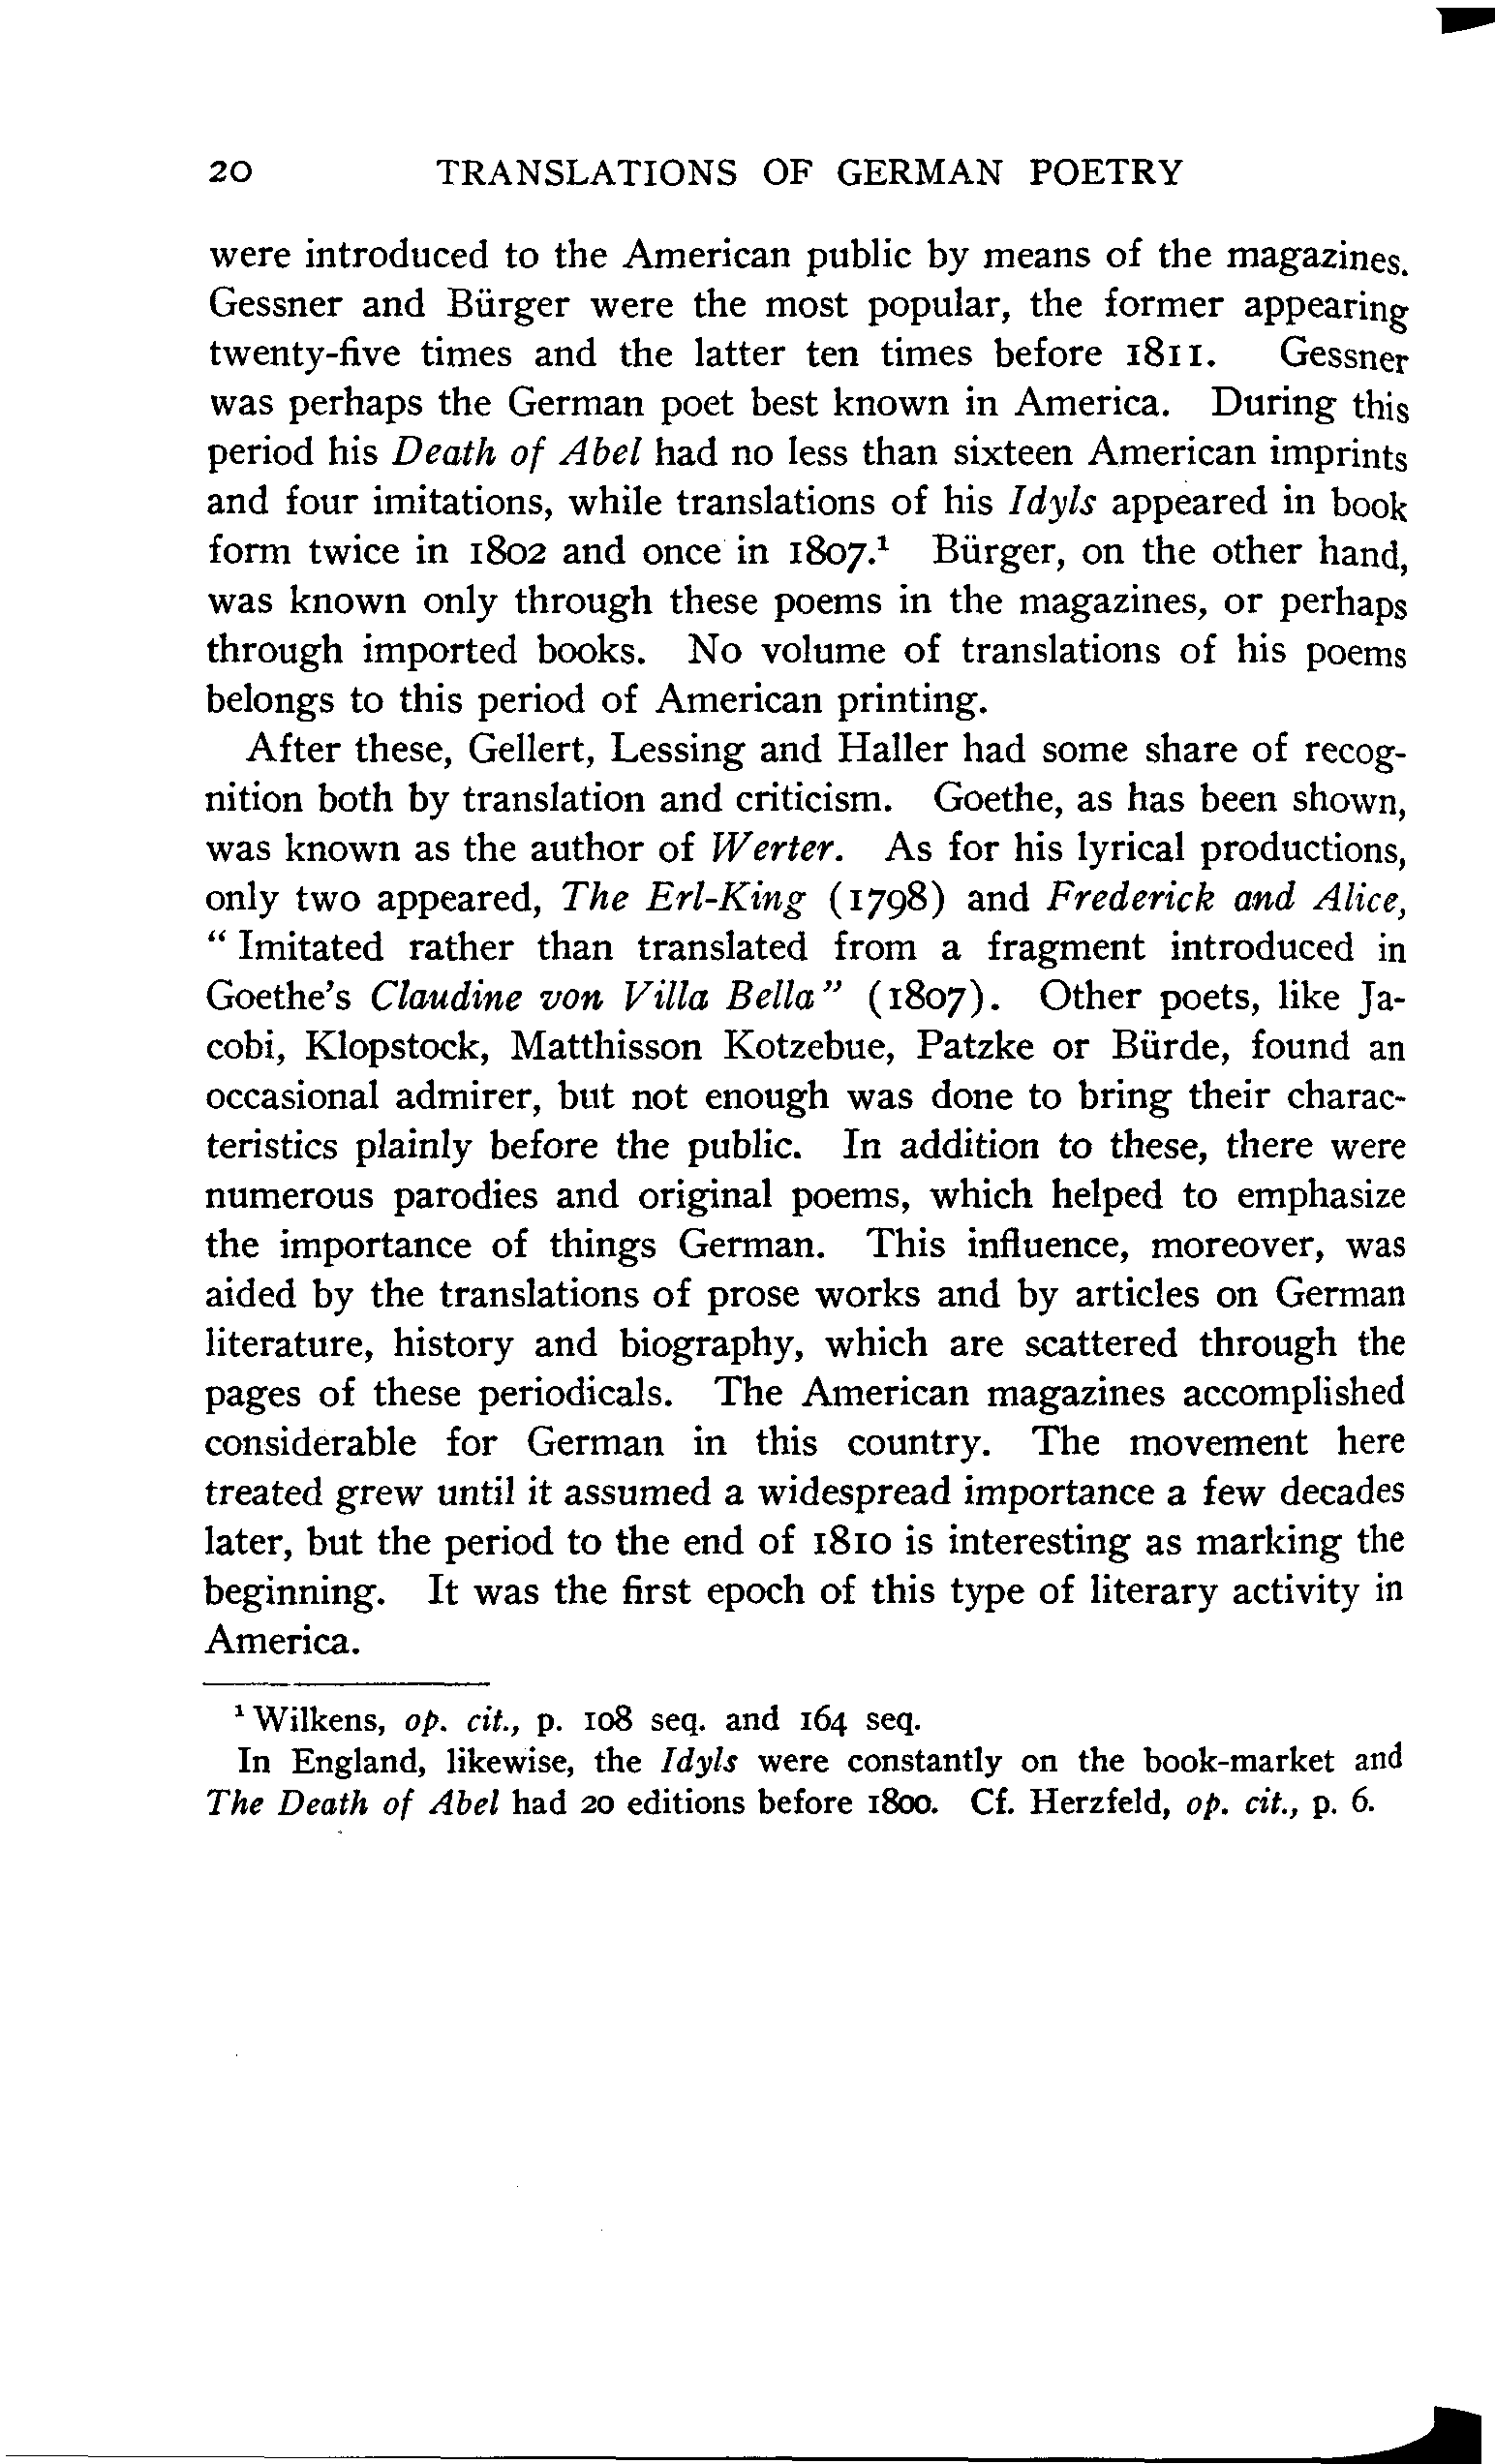 20 TRANSLATIONS OF GERMAN POETRY
were introduced to the American public by means of the magazines.
Gessner and Bürger were the most popular, the former appearing
twenty-five times and the latter ten times before 1811. Gessner
was perhaps the German poet best known in America. During this
period his Death of Abel had no less than sixteen American imprints
and four imitations, while translations of his Idyls appeared in book
form twice in 1802 and once in 1807.¹ Bürger, on the other hand,
was known only through these poems in the magazines, or perhaps
through imported books. No volume of translations of his poems
belongs to this period of American printing.
After these, Gellert, Lessing and Haller had some share of recog-
nition both by translation and criticism. Goethe, as has been shown,
was known as the author of Werter. As for his lyrical productions,
only two appeared, The Erl-King (1798) and Frederick and Alice,
“ Imitated rather than translated from a fragment introduced in
Goethe's Claudine von Villa Bella” (1807). Other poets, like Ja-
cobi, Klopstock, Matthisson Kotzebue, Patzke or Bürde, found an
occasional admirer, but not enough was done to bring their charac-
teristics plainly before the public. In addition to these, there were
numerous parodies and original poems, which helped to emphasize
the importance of things German. This influence, moreover, was
aided by the translations of prose works and by articles on German
literature, history and biography, which are scattered through the
pages of these periodicals. The American magazines accomplished
considerable for German in this country. The movement here
treated grew until it assumed a widespread importance a few decades
later, but the period to the end of 1810 is interesting as marking the
beginning. It was the first epoch of this type of literary activity in
America.
¹ Wilkens, op. cit., p. 108 seq. and 164 seq.
In England, likewise, the Idyls were constantly on the book-market and
The Death of Abel had 20 editions before 1800. Cf. Herzfeld, op. cit., p. 6.